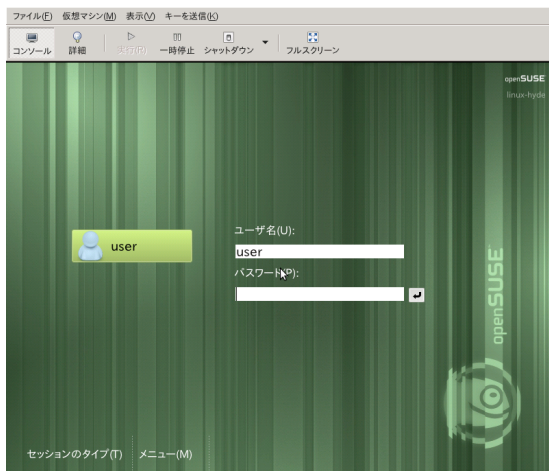 ファイル(F) 仮想マシン(M) 表示(V) キーを送信(K)
コンソール 詳細 実行(R) 一時停止 シャットダウン フルスクリーン
openSUSE
linux-hyde
user
ユーザ名(U):
user
パスワード(P):
openSUSE
セッションのタイプ(T) メニュー(M)